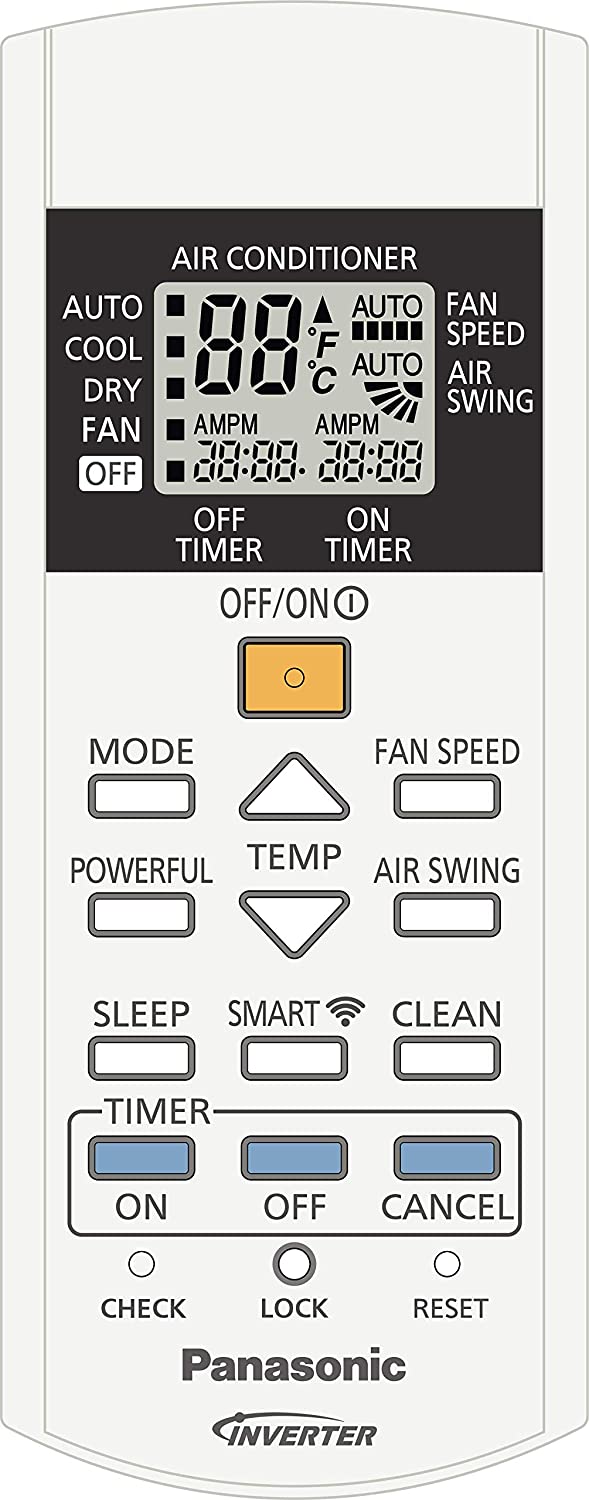 AIR CONDITIONER
AUTO
COOL
DRY
FAN
OFF
88 °F °C
AUTO
AUTO
FAN
SPEED
AIR
SWING
AMPM AMPM
28:88. 28:88
OFF
TIMER
ON
TIMER
OFF/ON
MODE
FAN SPEED
POWERFUL
TEMP
AIR SWING
SLEEP
SMART
CLEAN
TIMER
ON
OFF
CANCEL
CHECK
LOCK
RESET
Panasonic
INVERTER